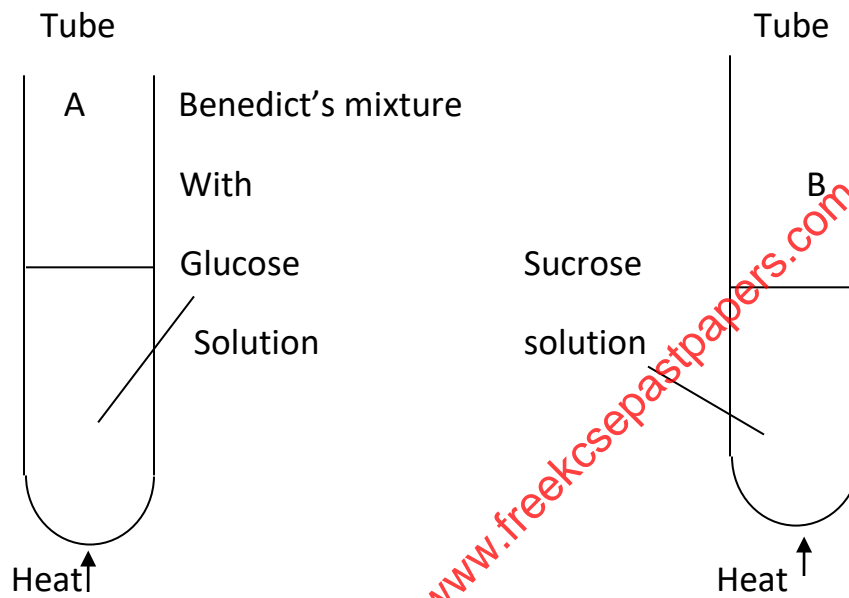 Tube
Tube
A
Benedict’s mixture
With
B
Glucose
Sucrose
Solution
solution
www.freekcsepastpapers.com
Heat
Heat